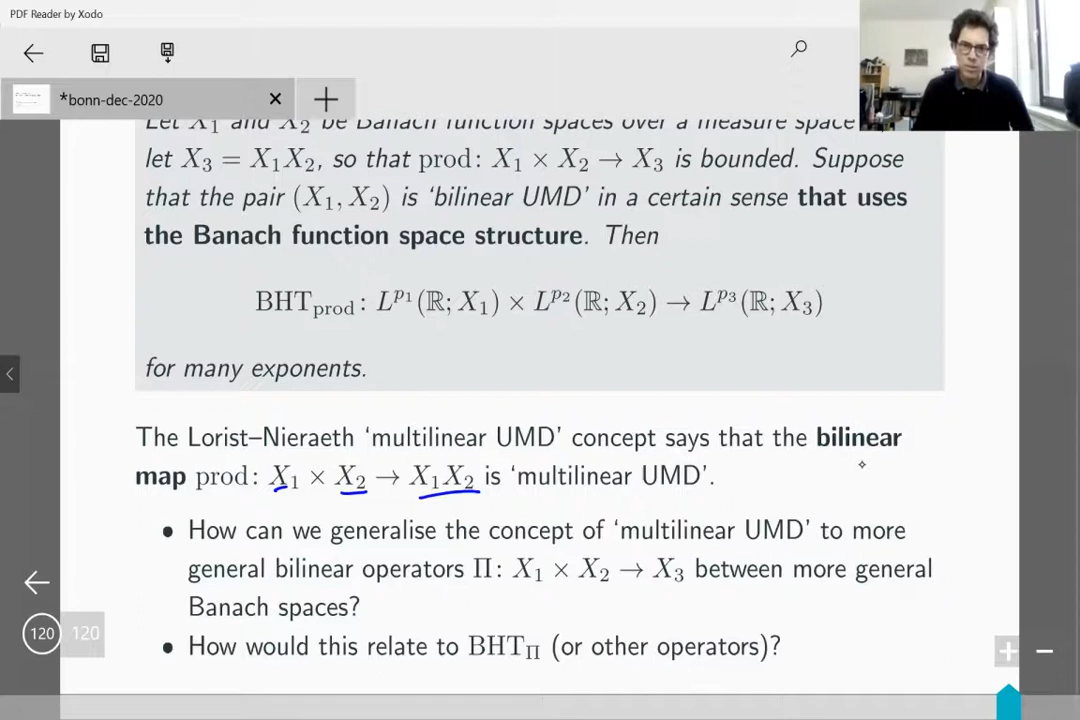 PDF Reader by Xodo
*bonn-dec-2020
Let X₁ and X₂ be Banach function spaces over a measure space
let X₃ = X₁X₂, so that prod: X₁ × X₂ → X₃ is bounded. Suppose
that the pair (X₁, X₂) is ‘bilinear UMD’ in a certain sense that uses
the Banach function space structure. Then
BHT_prod : L^{p₁}(ℝ; X₁) × L^{p₂}(ℝ; X₂) → L^{p₃}(ℝ; X₃)
for many exponents.
The Lorist–Nieraeth ‘multilinear UMD’ concept says that the bilinear
map prod: X₁ × X₂ → X₁X₂ is ‘multilinear UMD’.
• How can we generalise the concept of ‘multilinear UMD’ to more
general bilinear operators Π: X₁ × X₂ → X₃ between more general
Banach spaces?
• How would this relate to BHT_Π (or other operators)?
120 120